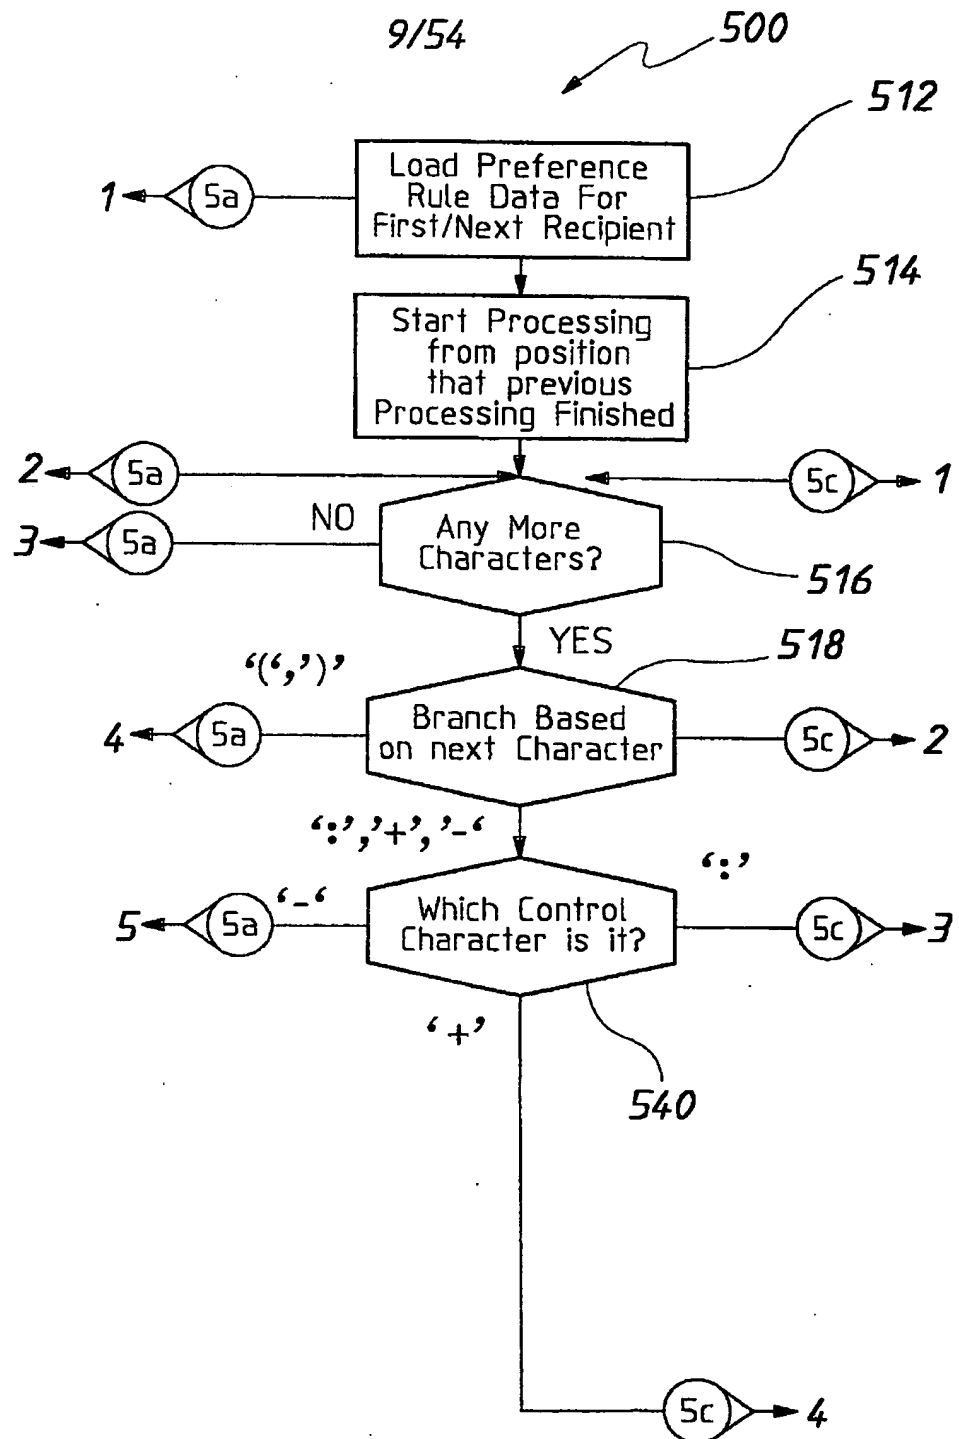 9/54
500
512
Load Preference
Rule Data For
First/Next Recipient
1
5a
514
Start Processing
from position
that previous
Processing Finished
2
5a
5c
1
NO
3
5a
Any More
Characters?
516
YES
518
‘(‘,’)’
4
5a
Branch Based
on next Character
5c
2
‘:’,’+’,’-‘
‘:’
5
5a
‘-‘
Which Control
Character is it?
5c
3
‘+’
540
5c
4